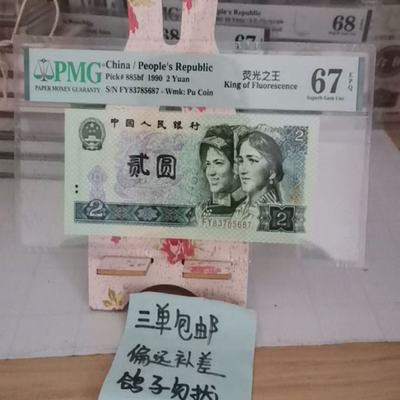 68
PMG
PAPER MONEY GUARANTY
China / People's Republic
Pick# 885bf 1990 2 Yuan
S/N FY83785687 - Wmk: Pu Coin
荧光之王
King of Fluorescence
67 EPQ
Superb Gem Unc
68
中国人民银行
贰圆
2
2
2
FY83785687
三单包邮
偏远补差
鸽子勿扰